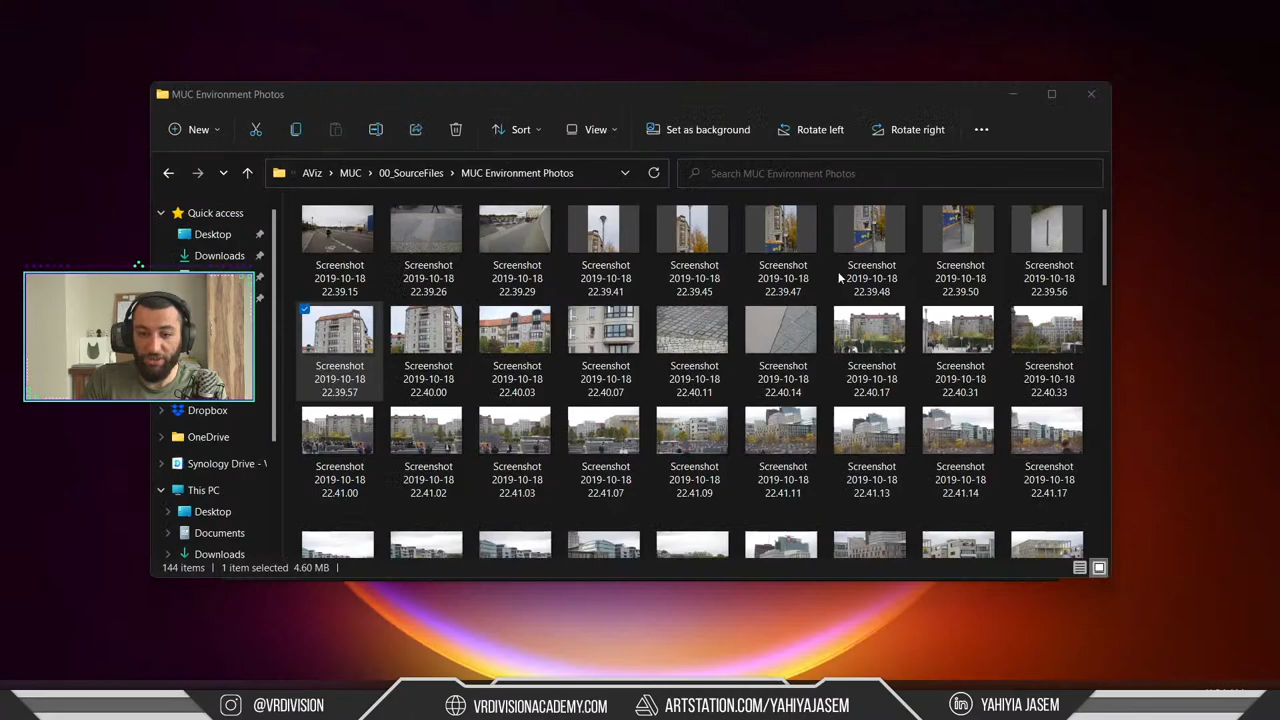 MUC Environment Photos
New
Sort
View
Set as background
Rotate left
Rotate right
AViz > MUC > 00_SourceFiles > MUC Environment Photos
Search MUC Environment Photos
Quick access
Desktop
Downloads
Dropbox
OneDrive
Synology Drive -
This PC
Desktop
Documents
Downloads
Screenshot 2019-10-18 22.39.15
Screenshot 2019-10-18 22.39.26
Screenshot 2019-10-18 22.39.29
Screenshot 2019-10-18 22.39.41
Screenshot 2019-10-18 22.39.45
Screenshot 2019-10-18 22.39.47
Screenshot 2019-10-18 22.39.48
Screenshot 2019-10-18 22.39.50
Screenshot 2019-10-18 22.39.56
Screenshot 2019-10-18 22.39.57
Screenshot 2019-10-18 22.40.00
Screenshot 2019-10-18 22.40.03
Screenshot 2019-10-18 22.40.11
Screenshot 2019-10-18 22.40.14
Screenshot 2019-10-18 22.40.17
Screenshot 2019-10-18 22.40.31
Screenshot 2019-10-18 22.40.33
Screenshot 2019-10-18 22.41.00
Screenshot 2019-10-18 22.41.02
Screenshot 2019-10-18 22.41.03
Screenshot 2019-10-18 22.41.07
Screenshot 2019-10-18 22.41.09
Screenshot 2019-10-18 22.41.11
Screenshot 2019-10-18 22.41.13
Screenshot 2019-10-18 22.41.14
Screenshot 2019-10-18 22.41.17
144 items
1 item selected 4.60 MB
@VRDIVISION
VRDIVISIONACADEMY.COM
ARTSTATION.COM/YAHIYAJASEM
YAHIYIA JASEM